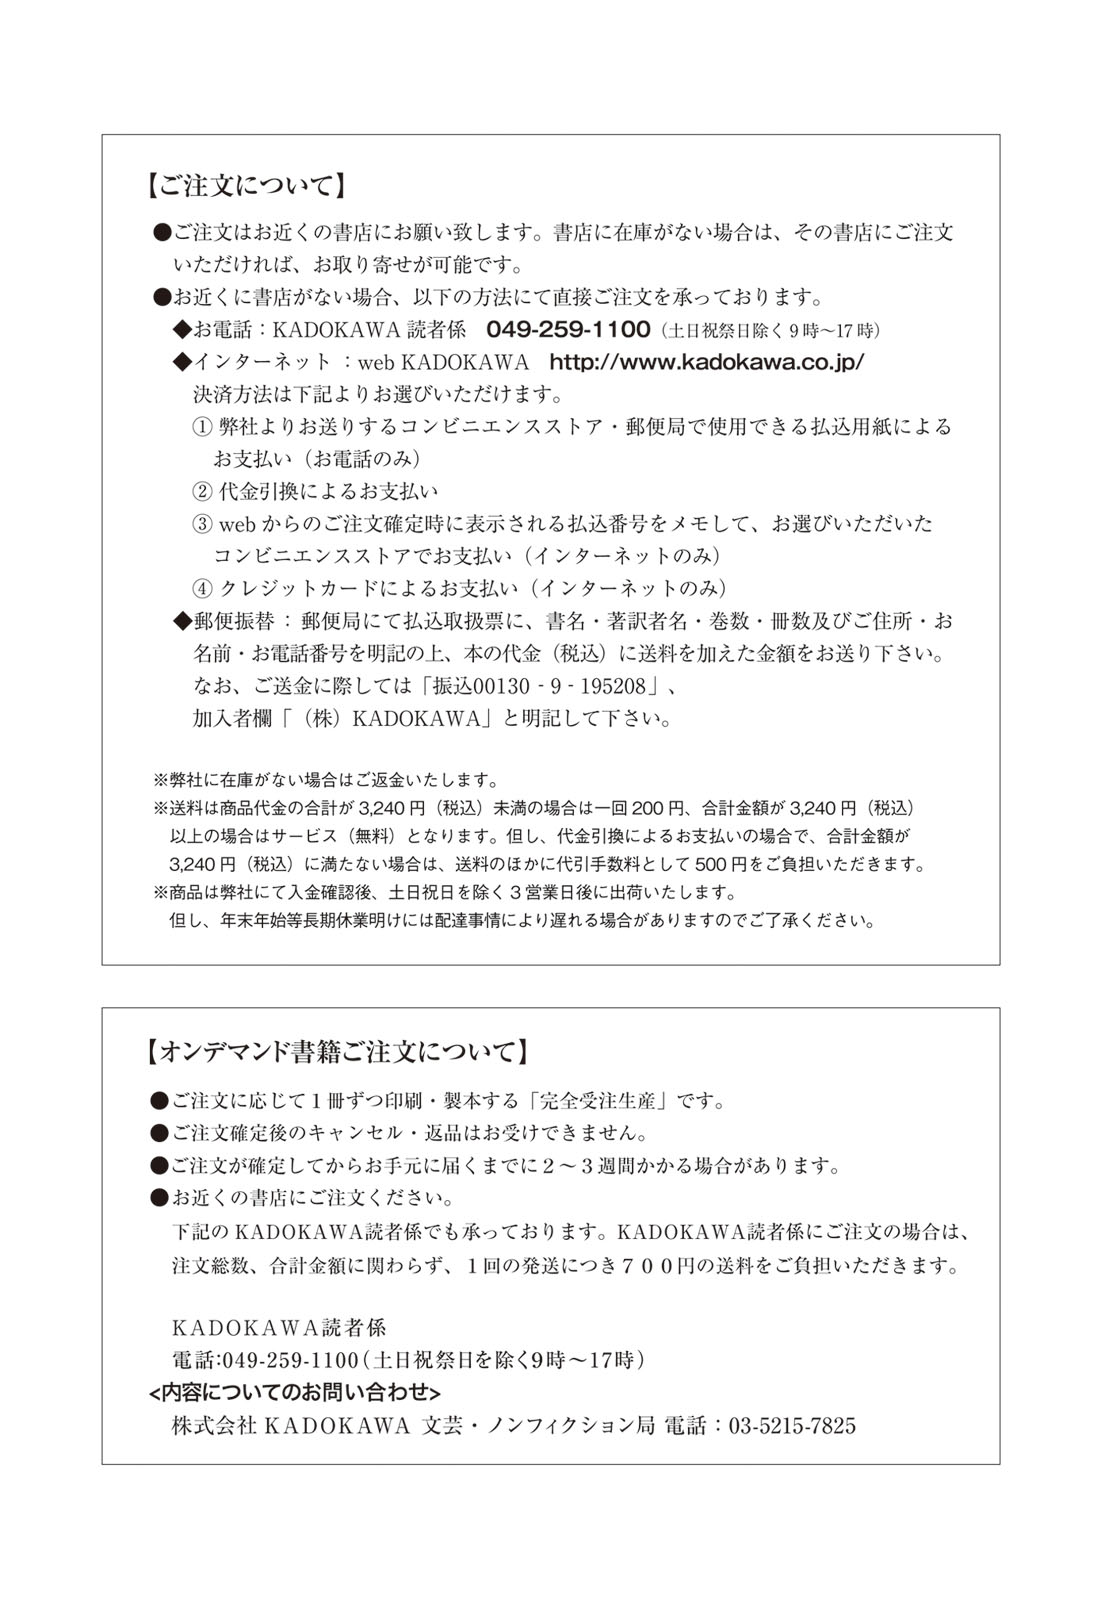 【ご注文について】
●ご注文はお近くの書店にお願い致します。書店に在庫がない場合は、その書店にご注文
いただければ、お取り寄せが可能です。
●お近くに書店がない場合、以下の方法にて直接ご注文を承っております。
◆お電話：KADOKAWA 読者係　049-259-1100（土日祝祭日除く９時～17 時）
◆インターネット ：web KADOKAWA　http://www.kadokawa.co.jp/
決済方法は下記よりお選びいただけます。
① 弊社よりお送りするコンビニエンスストア・郵便局で使用できる払込用紙による
お支払い（お電話のみ）
② 代金引換によるお支払い
③ web からのご注文確定時に表示される払込番号をメモして、お選びいただいた
コンビニエンスストアでお支払い（インターネットのみ）
④ クレジットカードによるお支払い（インターネットのみ）
◆郵便振替 ：郵便局にて払込取扱票に、書名・著訳者名・巻数・冊数及びご住所・お
名前・お電話番号を明記の上、本の代金（税込）に送料を加えた金額をお送り下さい。
なお、ご送金に際しては「振込00130 - 9 - 195208」、
加入者欄「（株）KADOKAWA」と明記して下さい。
※弊社に在庫がない場合はご返金いたします。
※送料は商品代金の合計が 3,240 円（税込）未満の場合は一回 200 円、合計金額が 3,240 円（税込）
以上の場合はサービス（無料）となります。但し、代金引換によるお支払いの場合で、合計金額が
3,240 円（税込）に満たない場合は、送料のほかに代引手数料として 500 円をご負担いただきます。
※商品は弊社にて入金確認後、土日祝日を除く 3 営業日後に出荷いたします。
但し、年末年始等長期休業明けには配達事情により遅れる場合がありますのでご了承ください。
【オンデマンド書籍ご注文について】
●ご注文に応じて１冊ずつ印刷・製本する「完全受注生産」です。
●ご注文確定後のキャンセル・返品はお受けできません。
●ご注文が確定してからお手元に届くまでに２～３週間かかる場合があります。
●お近くの書店にご注文ください。
下記の KADOKAWA読者係でも承っております。KADOKAWA読者係にご注文の場合は、
注文総数、合計金額に関わらず、１回の発送につき７００円の送料をご負担いただきます。
KADOKAWA読者係
電話:049-259-1100（土日祝祭日を除く9時～17時）
<内容についてのお問い合わせ>
株式会社 KADOKAWA 文芸・ノンフィクション局 電話：03-5215-7825